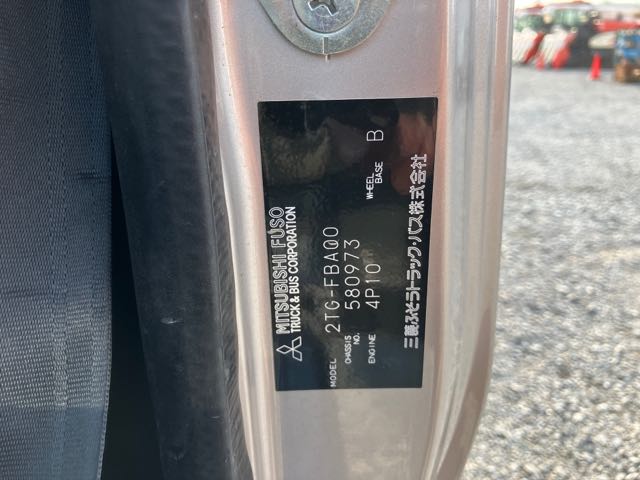 MITSUBISHI FUSO
TRUCK & BUS CORPORATION
MODEL 2TG-FBA00
CHASSIS NO. 580973
ENGINE 4P10 WHEEL BASE B
三菱ふそうトラック・バス株式会社